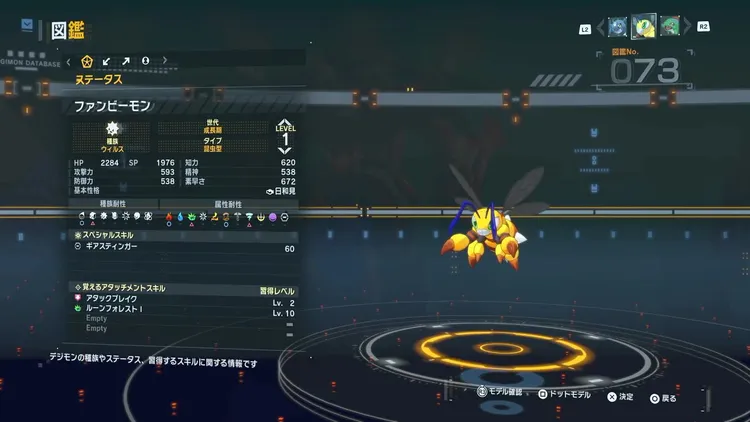 図鑑
L2
R2
図鑑No.
073
DIGIMON DATABASE
ステータス
ファンビーモン
種族
ウイルス
世代
成長期
タイプ
昆虫型
LEVEL
1
HP 2284 SP 1976 知力 620
攻撃力 593 精神 538
防御力 538 素早さ 672
基本性格 日和見
種族耐性 属性耐性
スペシャルスキル
ギアスティンガー 60
覚えるアタッチメントスキル 習得レベル
アタックブレイク Lv. 2
ルーンフォレストI Lv. 10
Empty
Empty
デジモンの種族やステータス、習得するスキルに関する情報です
モデル確認 ドットモデル 決定 戻る